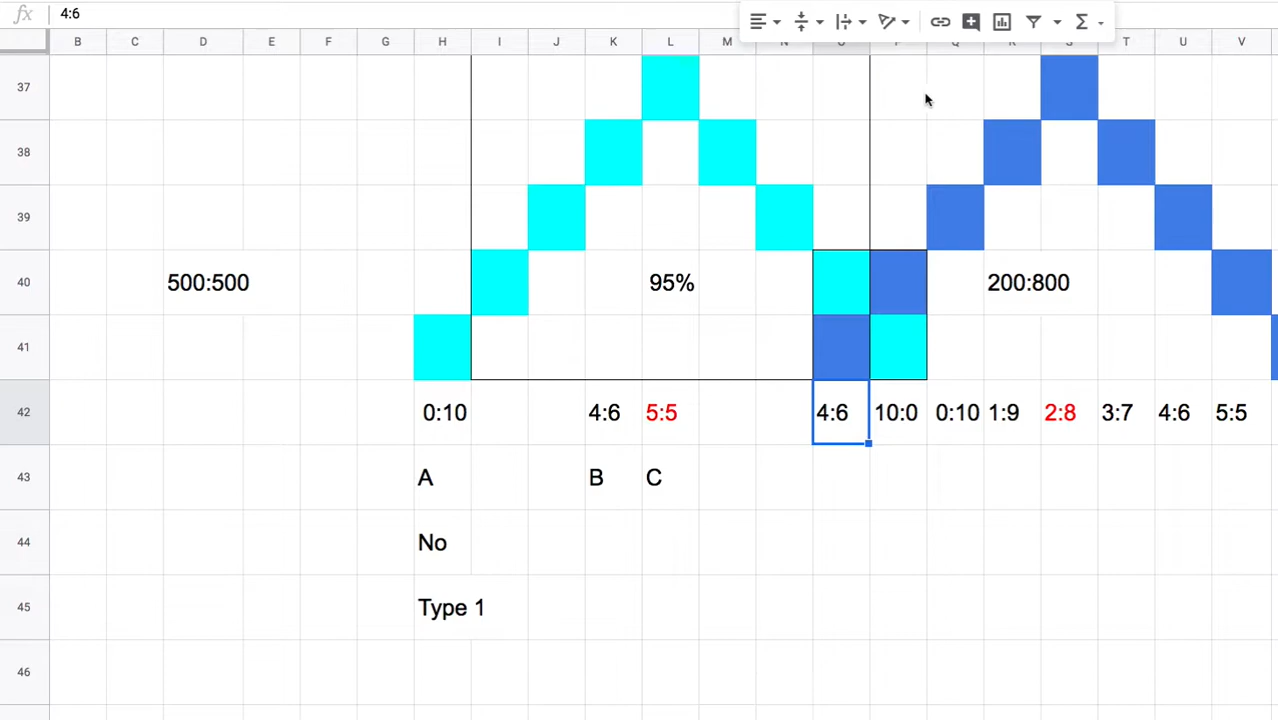 4:6
B C D E F G H I J K L M N O P Q R S T U V
37
38
39
40 500:500 95% 200:800
41
42 0:10 4:6 5:5 4:6 10:0 0:10 1:9 2:8 3:7 4:6 5:5
43 A B C
44 No
45 Type 1
46